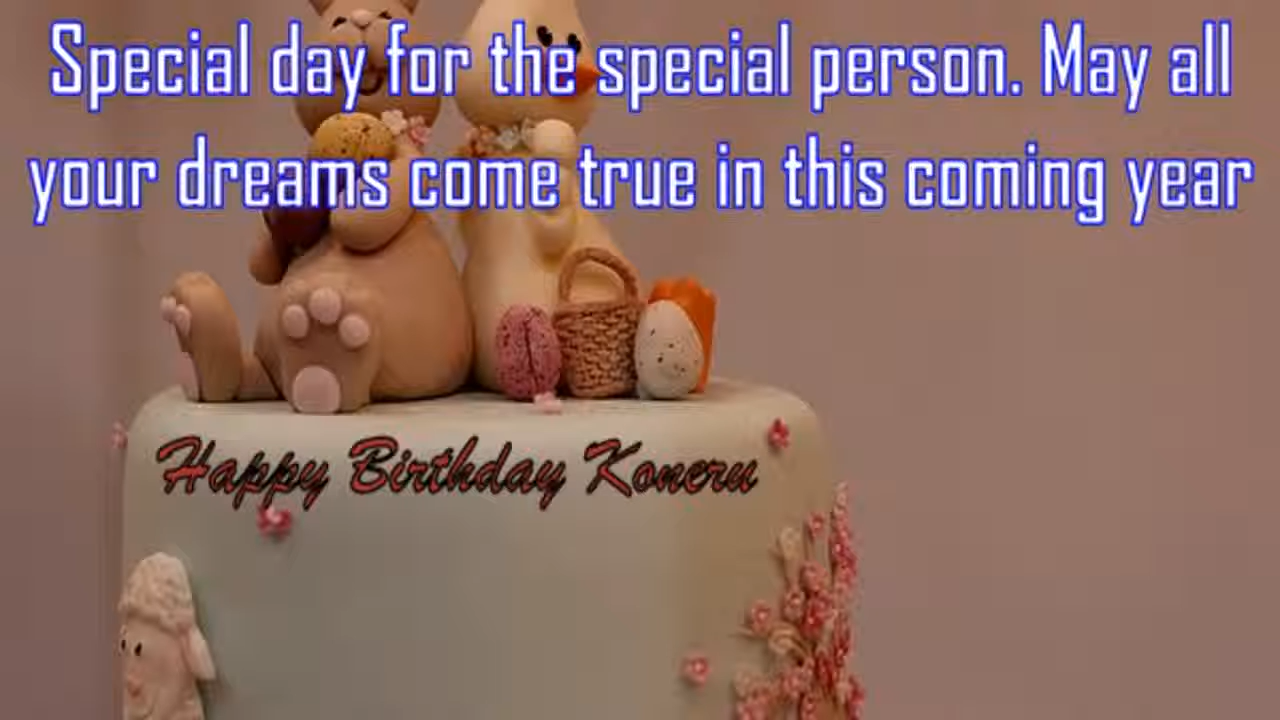 Special day for the special person. May all
your dreams come true in this coming year
Happy Birthday Koneru